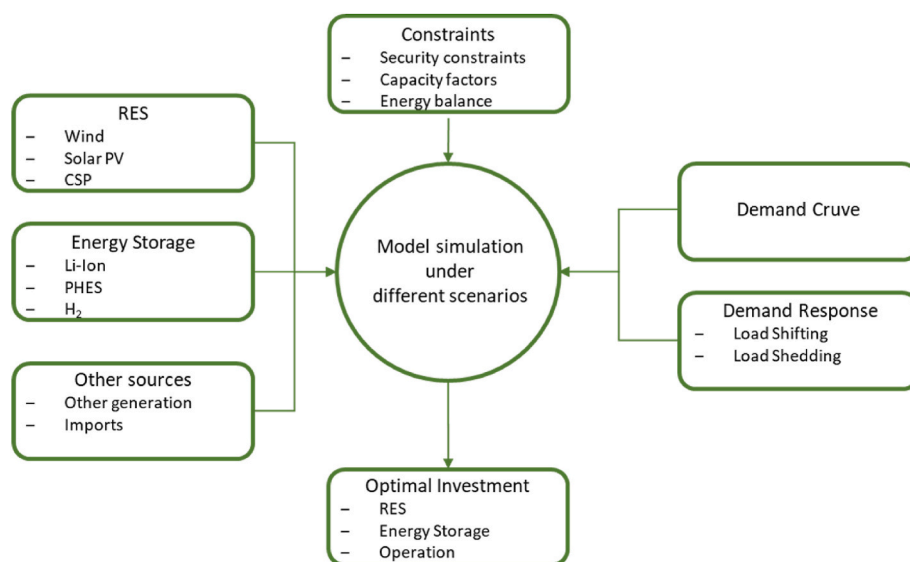 Constraints
– Security constraints
– Capacity factors
– Energy balance
RES
– Wind
– Solar PV
– CSP
Energy Storage
– Li-Ion
– PHES
– H₂
Other sources
– Other generation
– Imports
Model simulation
under
different scenarios
Demand Cruve
Demand Response
– Load Shifting
– Load Shedding
Optimal Investment
– RES
– Energy Storage
– Operation